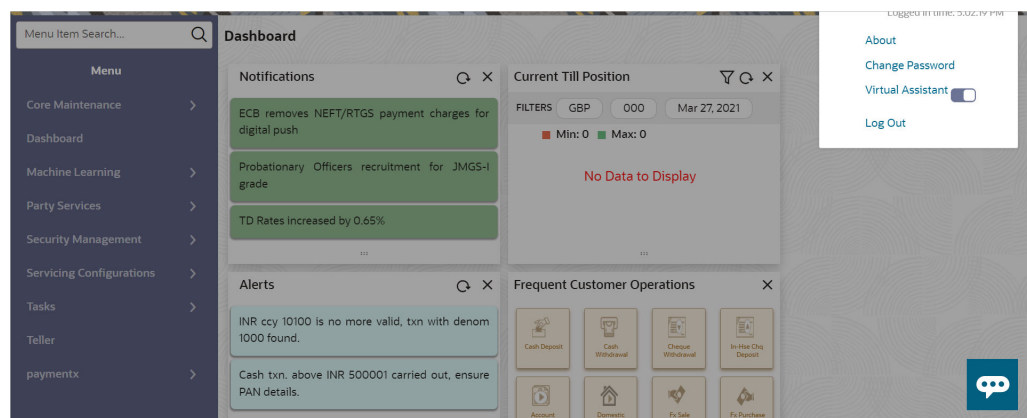 Logged in time: 5:02:19 PM
Menu Item Search...
Dashboard
About
Change Password
Virtual Assistant
Log Out
Menu
Core Maintenance
Dashboard
Machine Learning
Party Services
Security Management
Servicing Configurations
Tasks
Teller
paymentx
Notifications
ECB removes NEFT/RTGS payment charges for
digital push
Probationary Officers recruitment for JMGS-I
grade
TD Rates increased by 0.65%
Current Till Position
FILTERS GBP 000 Mar 27, 2021
Min: 0 Max: 0
No Data to Display
Alerts
INR ccy 10100 is no more valid, txn with denom
1000 found.
Cash txn. above INR 500001 carried out, ensure
PAN details.
Frequent Customer Operations
Cash Deposit
Cash
Withdrawal
Cheque
Withdrawal
In-Hse Chq
Deposit
Account
Domestic
Fx Sale
Fx Purchase